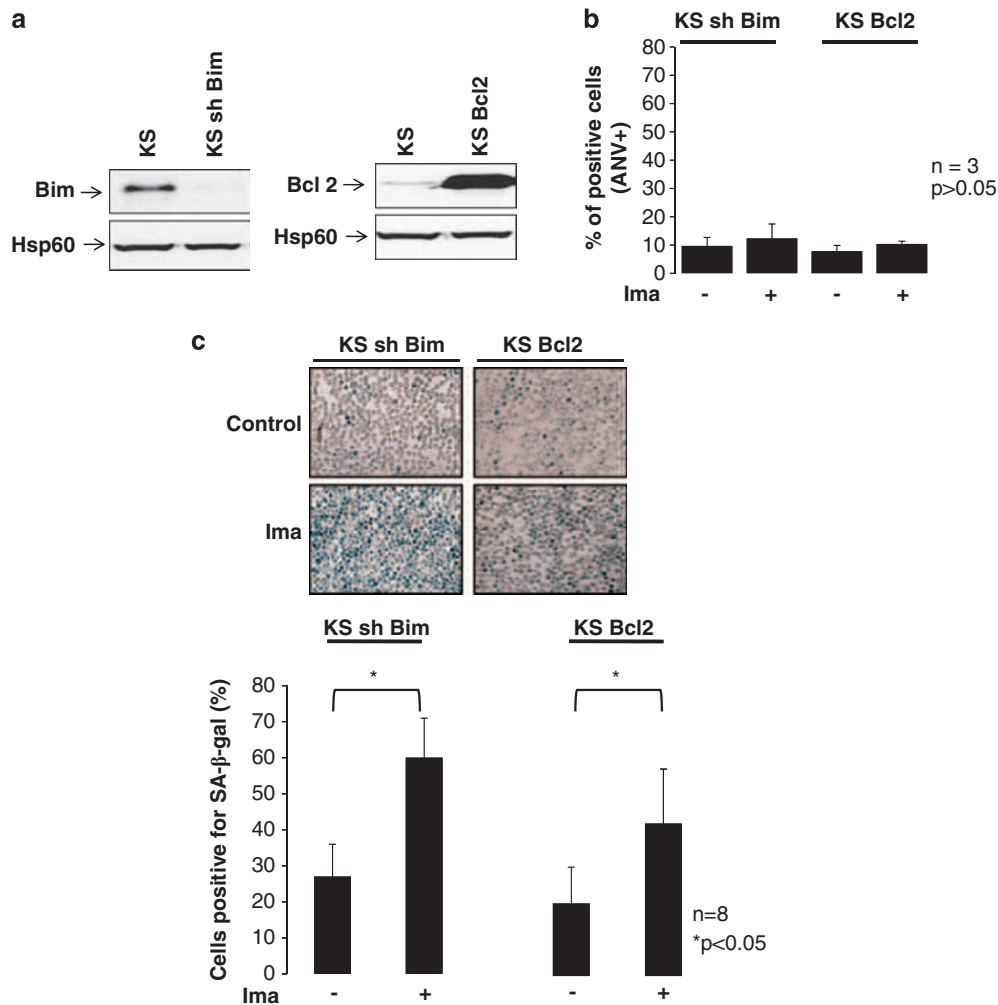 a
KS
KS sh Bim
Bim
Hsp60
KS
KS Bcl2
Bcl 2
Hsp60
b
KS sh Bim
KS Bcl2
% of positive cells
(ANV+)
80
70
60
50
40
30
20
10
0
n = 3
p>0.05
Ima
-
+
-
+
c
KS sh Bim
KS Bcl2
Control
Ima
KS sh Bim
KS Bcl2
Cells positive for SA-β-gal (%)
80
70
60
50
40
30
20
10
0
*
*
n=8
*p<0.05
Ima
-
+
-
+